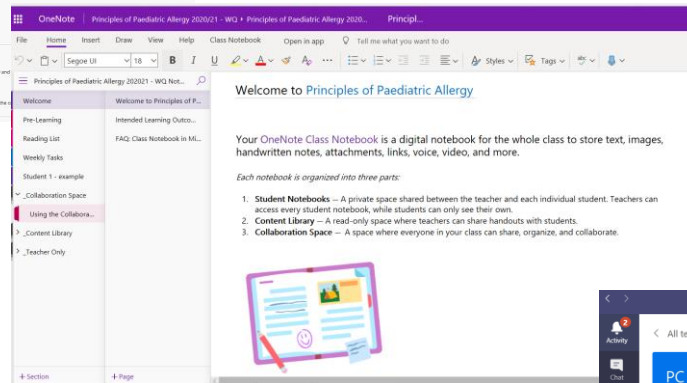 OneNote Principles of Paediatric Allergy 2020/21 - WQ › Principles of Paediatric Allergy 2020... Principl...
File Home Insert Draw View Help Class Notebook Open in app Tell me what you want to do
Segoe UI 18 B I U A Styles Tags
Principles of Paediatric Allergy 202021 - WQ Not...
Welcome
Pre-Learning
Reading List
Weekly Tasks
Student 1 - example
_Collaboration Space
Using the Collabora...
_Content Library
_Teacher Only
+ Section
Welcome to Principles of P...
Intended Learning Outco...
FAQ: Class Notebook in Mi...
+ Page
Welcome to Principles of Paediatric Allergy
Your OneNote Class Notebook is a digital notebook for the whole class to store text, images,
handwritten notes, attachments, links, voice, video, and more.
Each notebook is organized into three parts:
1. Student Notebooks — A private space shared between the teacher and each individual student. Teachers can
access every student notebook, while students can only see their own.
2. Content Library — A read-only space where teachers can share handouts with students.
3. Collaboration Space — A space where everyone in your class can share, organize, and collaborate.
2
Activity
Chat
< All te
PC